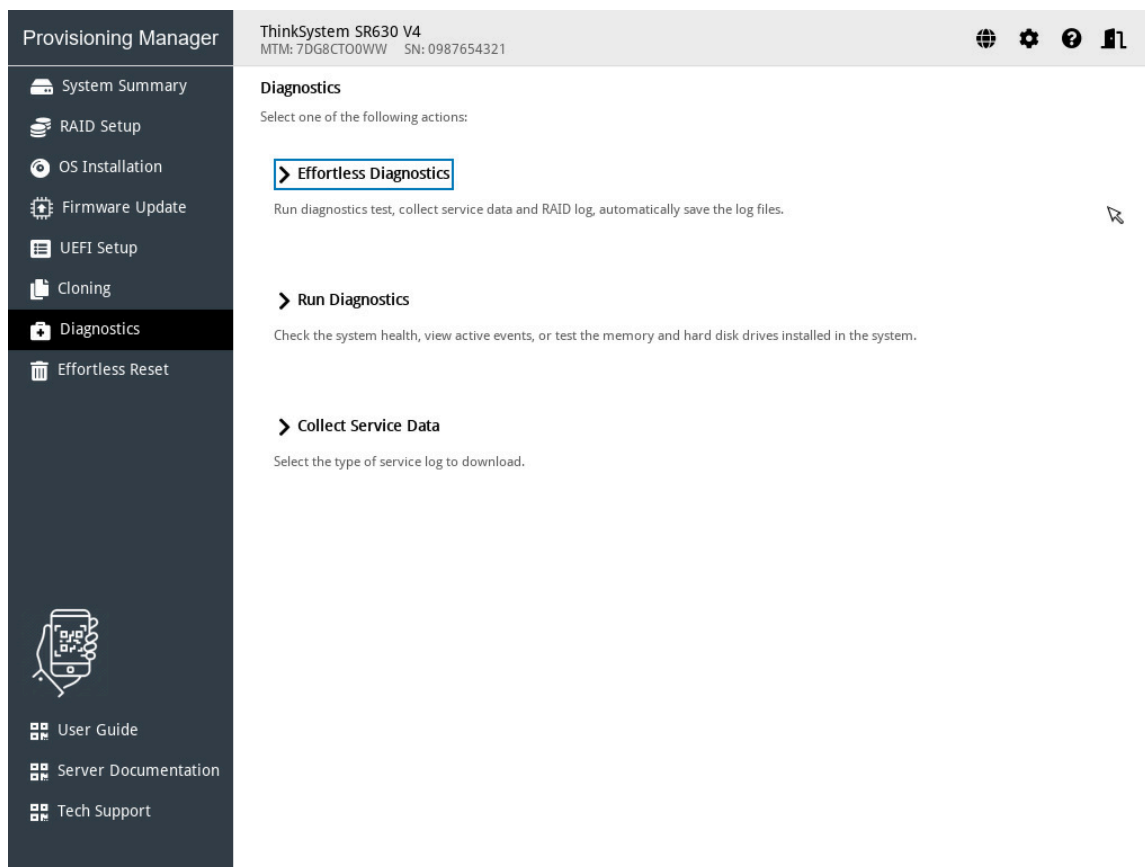 Provisioning Manager
ThinkSystem SR630 V4
MTM: 7DG8CTO0WW SN: 0987654321
System Summary
RAID Setup
OS Installation
Firmware Update
UEFI Setup
Cloning
Diagnostics
Effortless Reset
User Guide
Server Documentation
Tech Support
Diagnostics
Select one of the following actions:
Effortless Diagnostics
Run diagnostics test, collect service data and RAID log, automatically save the log files.
Run Diagnostics
Check the system health, view active events, or test the memory and hard disk drives installed in the system.
Collect Service Data
Select the type of service log to download.